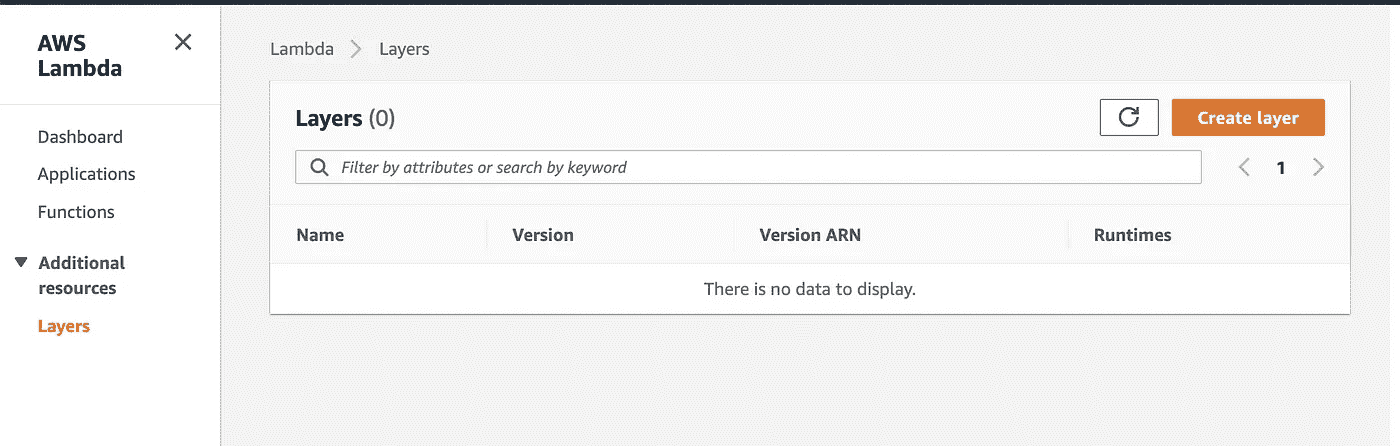 AWS
Lambda
Dashboard
Applications
Functions
Additional
resources
Layers
Lambda > Layers
Layers (0)
Create layer
Filter by attributes or search by keyword
1
Name Version Version ARN Runtimes
There is no data to display.